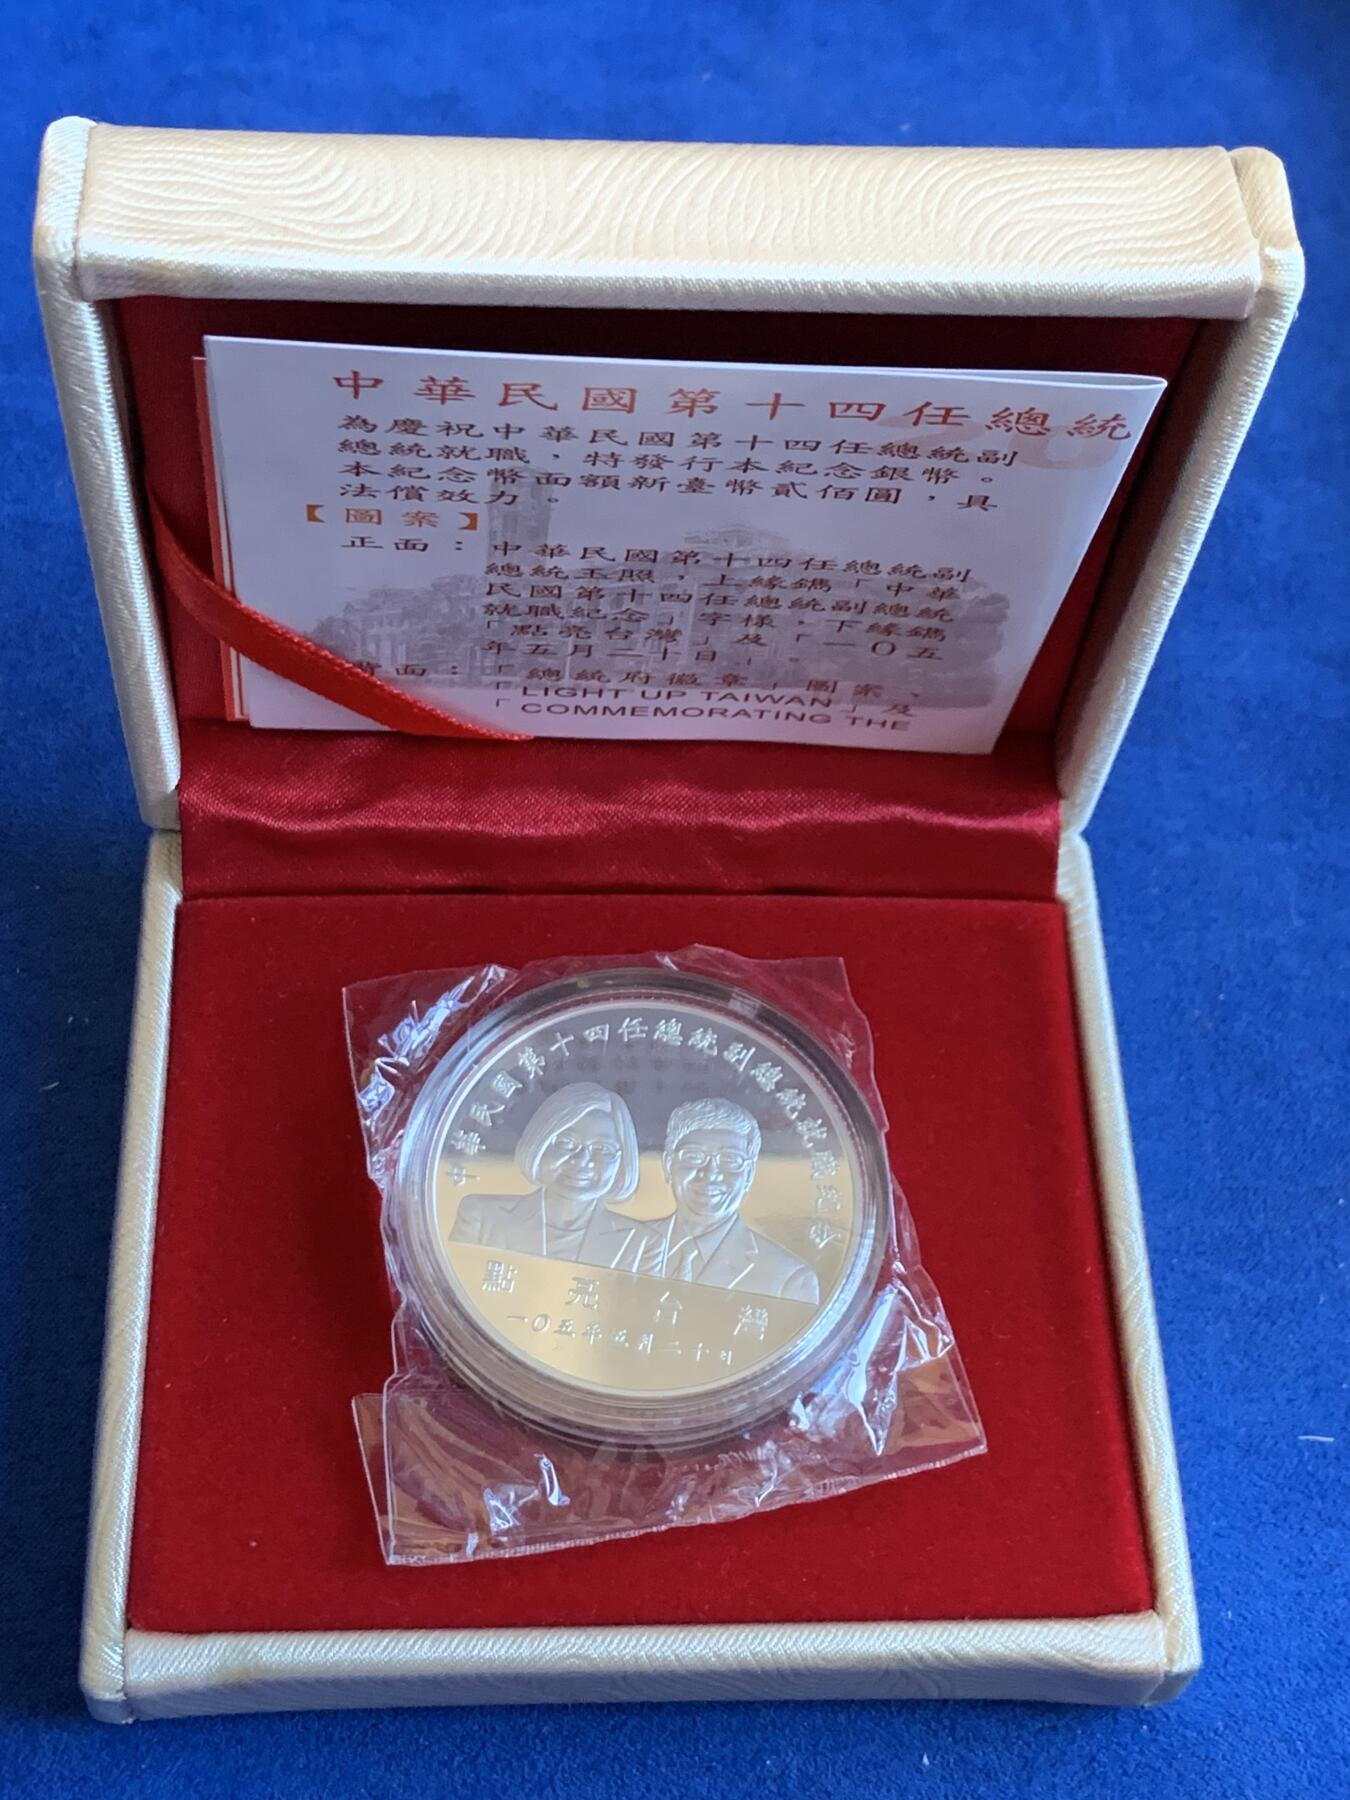 中華民國第十四任總統
為慶祝中華民國第十四任總統副
總統就職，特發行本紀念銀幣。
本紀念幣面額新臺幣貳佰圓，具
法償效力。
【圖案】
正面：中華民國第十四任總統副
總統玉照，上緣鐫「中華
民國第十四任總統副總統
就職紀念」字樣，下緣鐫
「點亮台灣」及「一０五
年五月二十日」。
背面：「總統府徽章」圖案、
「LIGHT UP TAIWAN」及
「COMMEMORATING THE
中華民國第十四任總統副總統就職紀念
點亮台灣
一０五年五月二十日